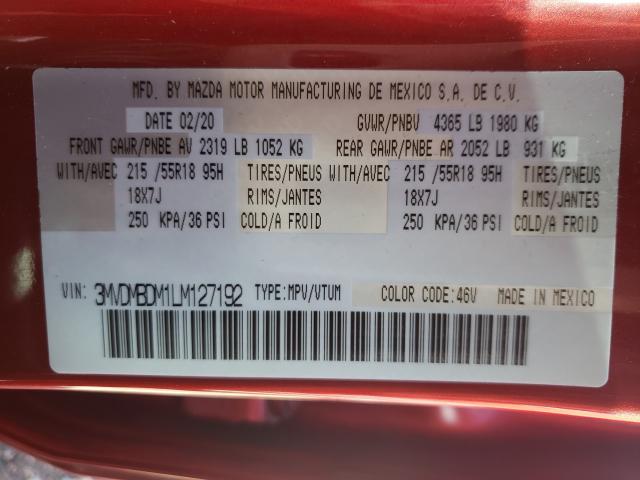 MFD. BY MAZDA MOTOR MANUFACTURING DE MEXICO S.A. DE C.V.
DATE 02/20 GVWR/PNBV 4365 LB 1980 KG
FRONT GAWR/PNBE AV 2319 LB 1052 KG REAR GAWR/PNBE AR 2052 LB 931 KG
WITH/AVEC 215 /55R18 95H TIRES/PNEUS WITH/AVEC 215 /55R18 95H TIRES/PNEUS
18X7J RIMS/JANTES 18X7J RIMS/JANTES
250 KPA/36 PSI COLD/A FROID 250 KPA/36 PSI COLD/A FROID
VIN: 3MVDMBDM1LM127192 TYPE:MPV/VTUM COLOR CODE:46V MADE IN MEXICO